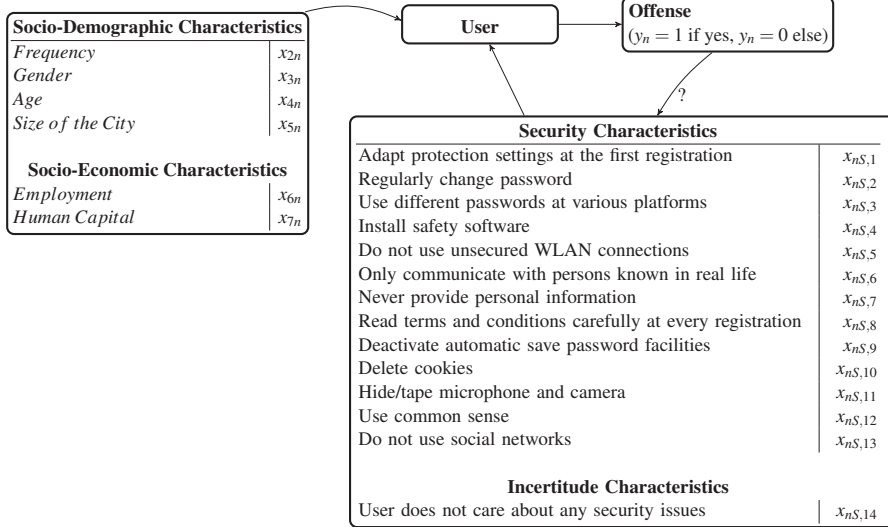 Socio-Demographic Characteristics
Frequency x2n
Gender x3n
Age x4n
Size of the City x5n
Socio-Economic Characteristics
Employment x6n
Human Capital x7n
User
Offense
(yn = 1 if yes, yn = 0 else)
?
Security Characteristics
Adapt protection settings at the first registration xnS,1
Regularly change password xnS,2
Use different passwords at various platforms xnS,3
Install safety software xnS,4
Do not use unsecured WLAN connections xnS,5
Only communicate with persons known in real life xnS,6
Never provide personal information xnS,7
Read terms and conditions carefully at every registration xnS,8
Deactivate automatic save password facilities xnS,9
Delete cookies xnS,10
Hide/tape microphone and camera xnS,11
Use common sense xnS,12
Do not use social networks xnS,13
Incertitude Characteristics
User does not care about any security issues xnS,14